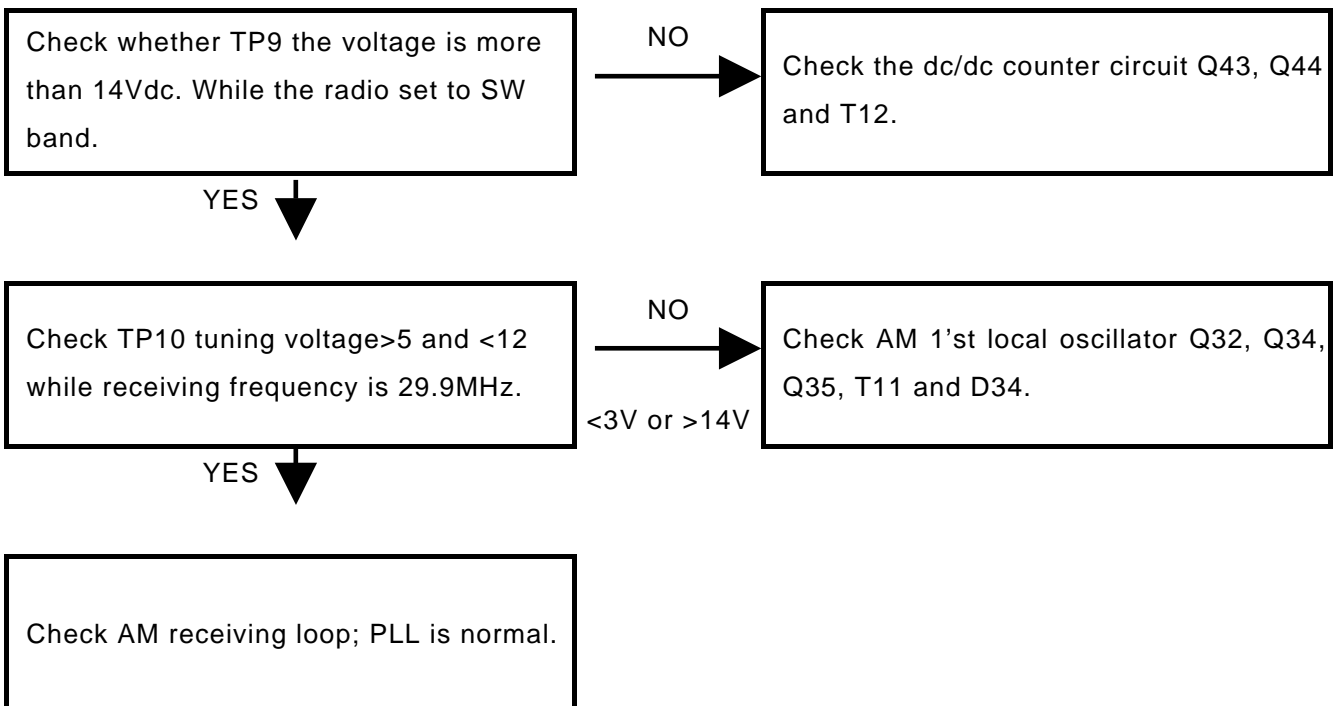 Check whether TP9 the voltage is more
than 14Vdc. While the radio set to SW
band.
NO
Check the dc/dc counter circuit Q43, Q44
and T12.
YES
Check TP10 tuning voltage>5 and <12
while receiving frequency is 29.9MHz.
NO
<3V or >14V
Check AM 1’st local oscillator Q32, Q34,
Q35, T11 and D34.
YES
Check AM receiving loop; PLL is normal.